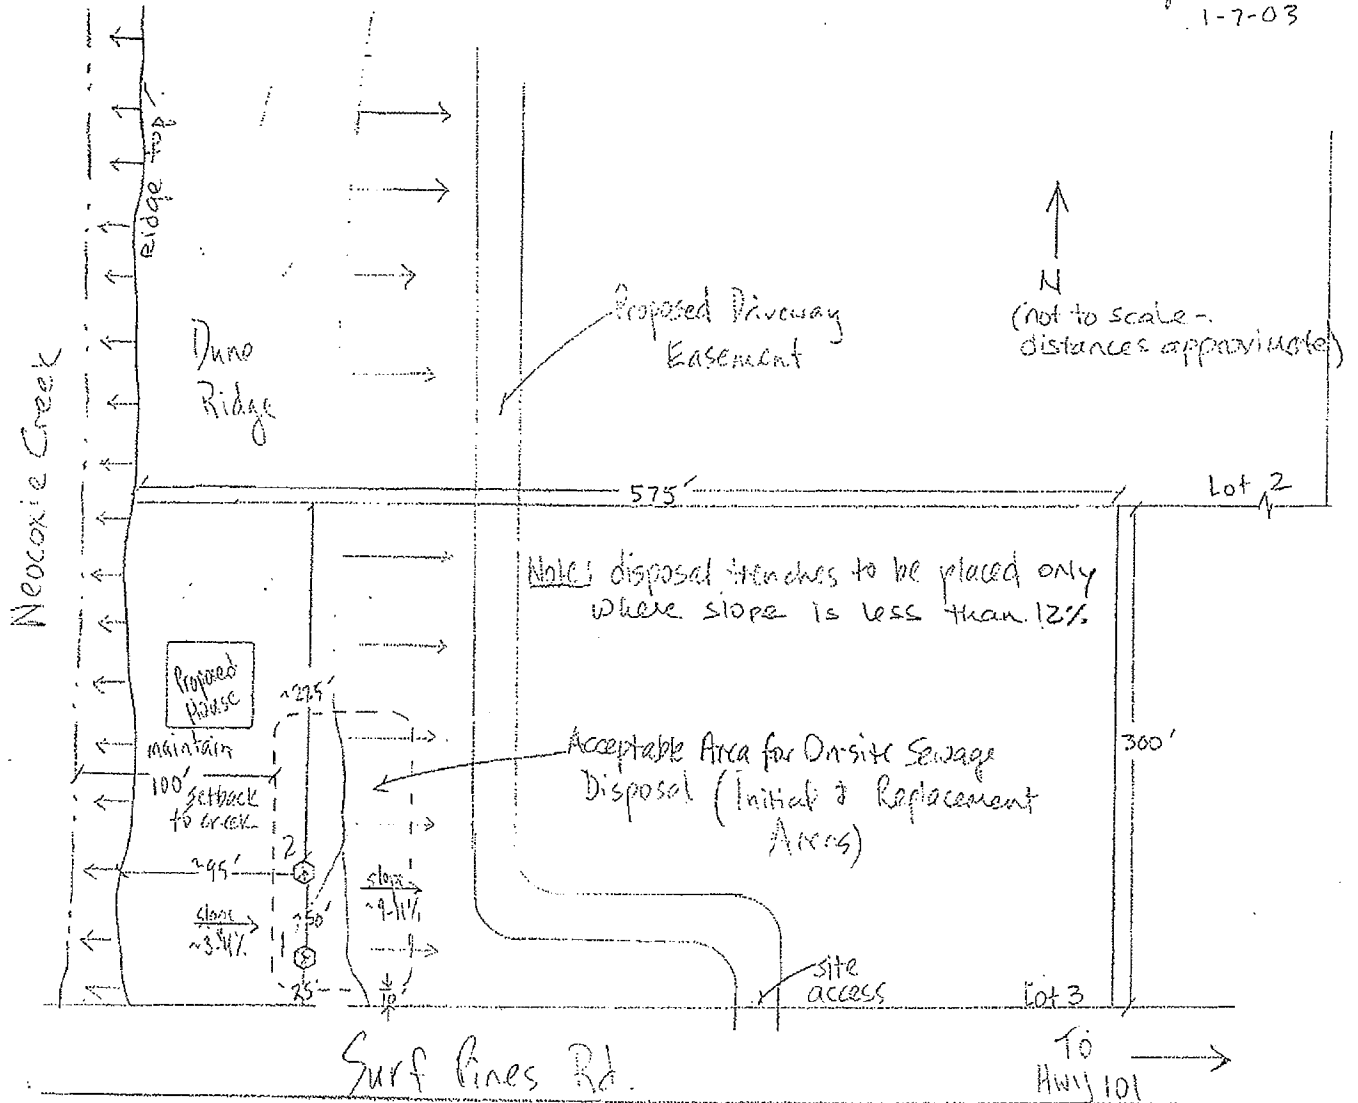 1-7-03
ridge top
Dune
Ridge
Neocoxie Creek
Proposed Driveway
Easement
N
(not to scale-
distances approximate)
575'
Lot 2
Note: disposal trenches to be placed only
where slope is less than 12%
Proposed
House
~225'
maintain
100'
setback
to creek
Acceptable Area for On-site Sewage
Disposal (Initial & Replacement
Areas)
300'
2
~95'
slope
~9-11%
slope
~3-4%
~50'
1
25'
10'
site
access
Lot 3
Surf Pines Rd.
To
HWY 101